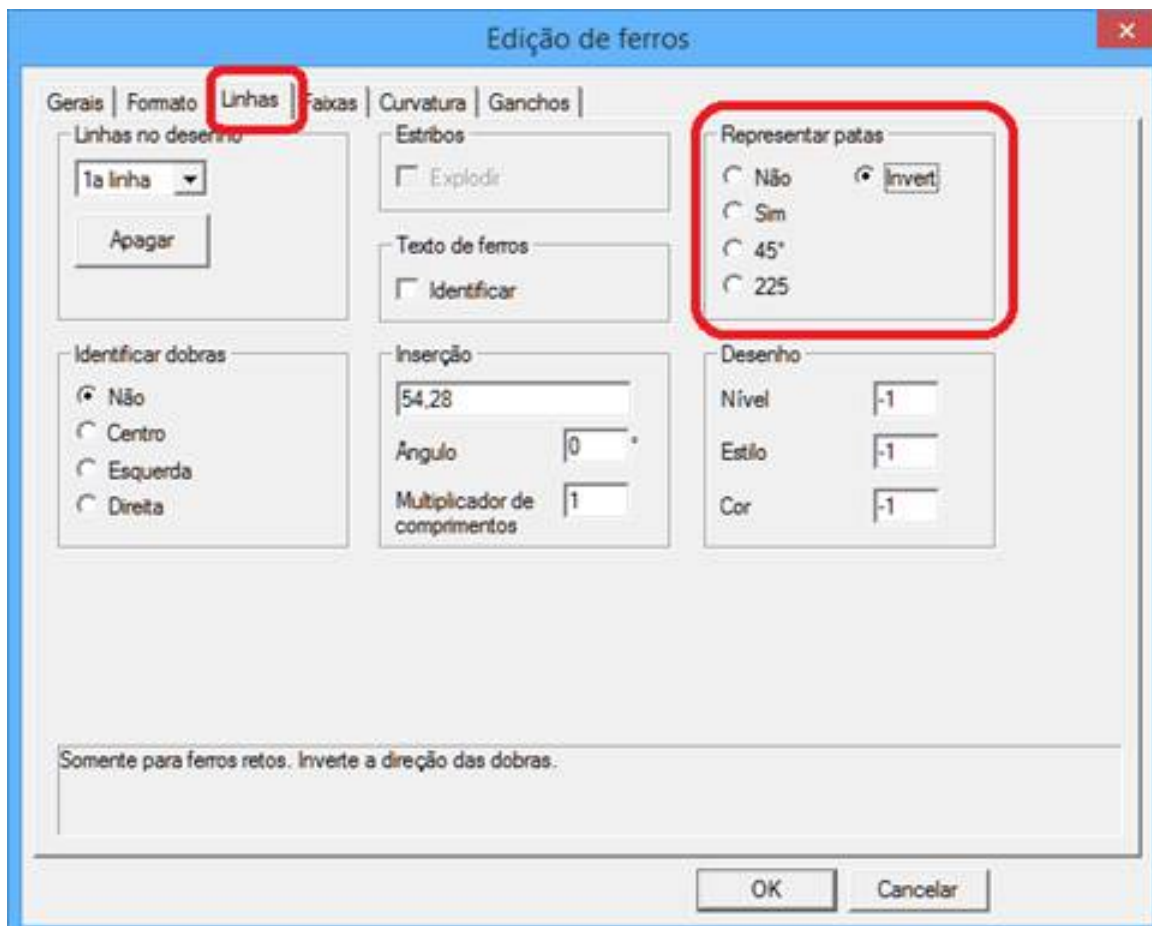 Edição de ferros
Gerais | Formato Linhas Faixas | Curvatura | Ganchos |
Linhas no desenho
1a linha
Apagar
Estribos
Explodir
Texto de ferros
Identificar
Representar patas
Não
Invert
Sim
45°
225
Identificar dobras
Não
Centro
Esquerda
Direita
Inserção
54,28
Ângulo 0 °
Multiplicador de 1
comprimentos
Desenho
Nível -1
Estilo -1
Cor -1
Somente para ferros retos. Inverte a direção das dobras.
OK Cancelar